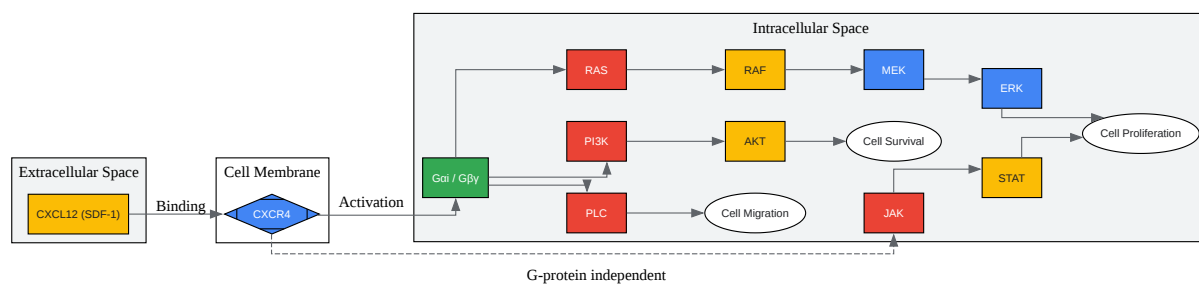 Intracellular Space
RAS
RAF
MEK
ERK
PI3K
AKT
Cell Survival
Cell Proliferation
Extracellular Space
Cell Membrane
Gαi / Gβγ
STAT
CXCL12 (SDF-1)
Binding
CXCR4
Activation
PLC
Cell Migration
JAK
G-protein independent